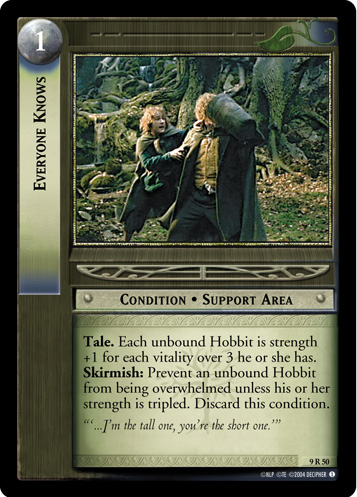 1
EVERYONE KNOWS
CONDITION • SUPPORT AREA
Tale. Each unbound Hobbit is strength
+1 for each vitality over 3 he or she has.
Skirmish: Prevent an unbound Hobbit
from being overwhelmed unless his or her
strength is tripled. Discard this condition.
“‘...I'm the tall one, you're the short one.’”
9 R 50
©NLP ©TE ©2004 DECIPHER